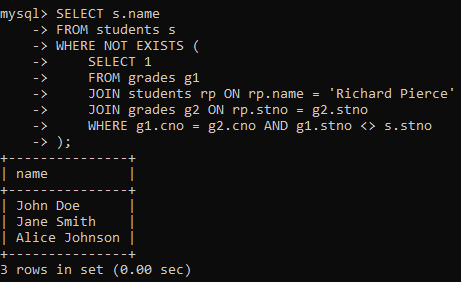 mysql> SELECT s.name
    -> FROM students s
    -> WHERE NOT EXISTS (
    ->     SELECT 1
    ->     FROM grades g1
    ->     JOIN students rp ON rp.name = 'Richard Pierce'
    ->     JOIN grades g2 ON rp.stno = g2.stno
    ->     WHERE g1.cno = g2.cno AND g1.stno <> s.stno
    -> );
+---------------+
| name          |
+---------------+
| John Doe      |
| Jane Smith    |
| Alice Johnson |
+---------------+
3 rows in set (0.00 sec)